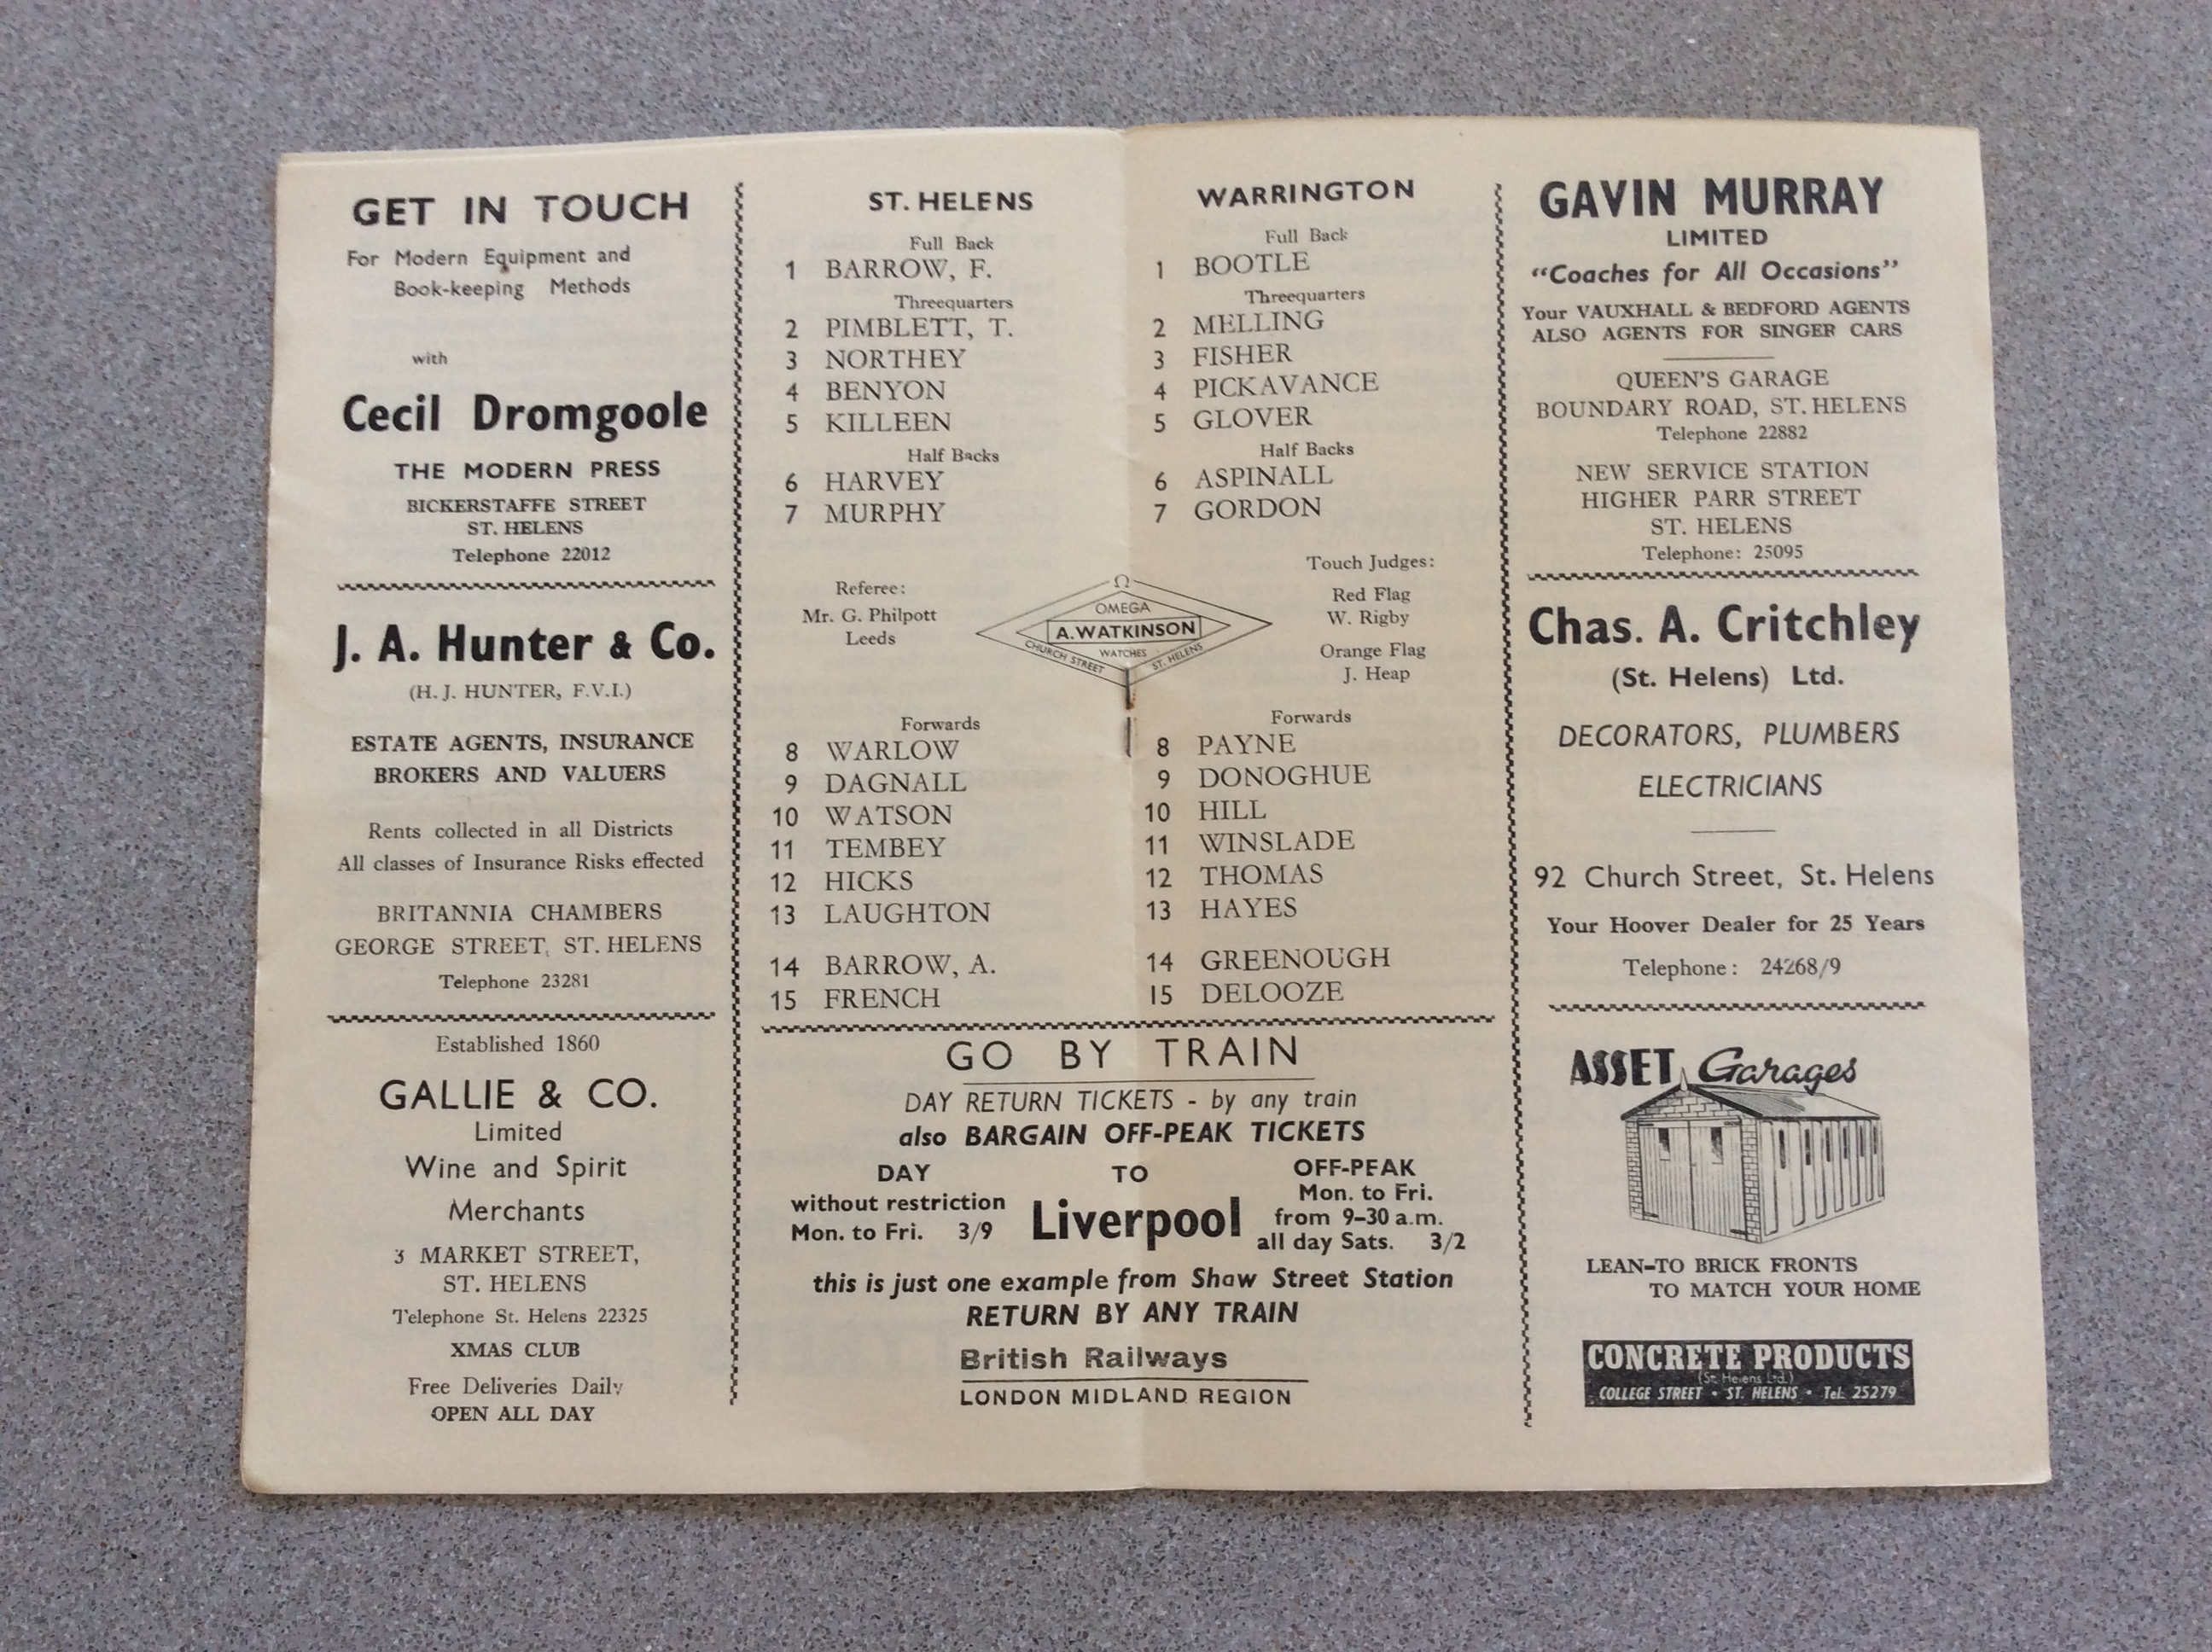 GET IN TOUCH
For Modern Equipment and
Book-keeping Methods
with
Cecil Dromgoole
THE MODERN PRESS
BICKERSTAFFE STREET
ST. HELENS
Telephone 22012
J. A. Hunter & Co.
(H. J. HUNTER, F.V.I.)
ESTATE AGENTS, INSURANCE
BROKERS AND VALUERS
Rents collected in all Districts
All classes of Insurance Risks effected
BRITANNIA CHAMBERS
GEORGE STREET, ST. HELENS
Telephone 23281
Established 1860
GALLIE & CO.
Limited
Wine and Spirit
Merchants
3 MARKET STREET,
ST. HELENS
Telephone St. Helens 22325
XMAS CLUB
Free Deliveries Daily
OPEN ALL DAY
ST. HELENS
Full Back
1 BARROW, F.
Threequarters
2 PIMBLETT, T.
3 NORTHEY
4 BENYON
5 KILLEEN
Half Backs
6 HARVEY
7 MURPHY
Referee:
Mr. G. Philpott
Leeds
Forwards
8 WARLOW
9 DAGNALL
10 WATSON
11 TEMBEY
12 HICKS
13 LAUGHTON
14 BARROW, A.
15 FRENCH
Ω
OMEGA
A. WATKINSON
WATCHES
CHURCH STREET ST. HELENS
WARRINGTON
Full Back
1 BOOTLE
Threequarters
2 MELLING
3 FISHER
4 PICKAVANCE
5 GLOVER
Half Backs
6 ASPINALL
7 GORDON
Touch Judges:
Red Flag
W. Rigby
Orange Flag
J. Heap
Forwards
8 PAYNE
9 DONOGHUE
10 HILL
11 WINSLADE
12 THOMAS
13 HAYES
14 GREENOUGH
15 DELOOZE
GO BY TRAIN
DAY RETURN TICKETS - by any train
also BARGAIN OFF-PEAK TICKETS
DAY
without restriction
Mon. to Fri. 3/9
TO
Liverpool
OFF-PEAK
Mon. to Fri.
from 9-30 a.m.
all day Sats. 3/2
this is just one example from Shaw Street Station
RETURN BY ANY TRAIN
British Railways
LONDON MIDLAND REGION
GAVIN MURRAY
LIMITED
"Coaches for All Occasions"
Your VAUXHALL & BEDFORD AGENTS
ALSO AGENTS FOR SINGER CARS
QUEEN'S GARAGE
BOUNDARY ROAD, ST. HELENS
Telephone 22882
NEW SERVICE STATION
HIGHER PARR STREET
ST. HELENS
Telephone: 25095
Chas. A. Critchley
(St. Helens) Ltd.
DECORATORS, PLUMBERS
ELECTRICIANS
92 Church Street, St. Helens
Your Hoover Dealer for 25 Years
Telephone: 24268/9
ASSET Garages
LEAN-TO BRICK FRONTS
TO MATCH YOUR HOME
CONCRETE PRODUCTS
(St. Helens Ltd.)
COLLEGE STREET • ST. HELENS • Tel: 25279